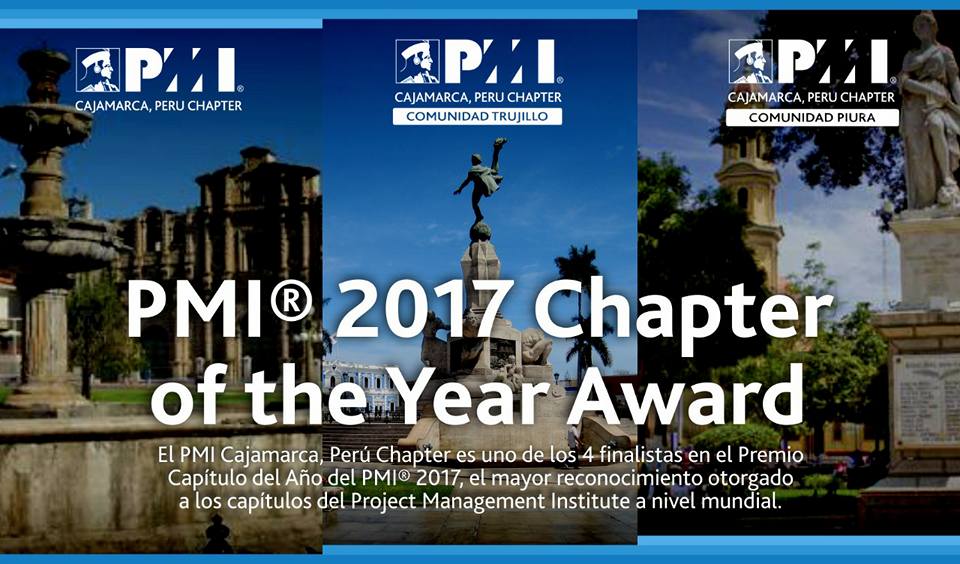 PMI®
CAJAMARCA, PERU CHAPTER
PMI®
CAJAMARCA, PERU CHAPTER
COMUNIDAD TRUJILLO
PMI®
CAJAMARCA, PERU CHAPTER
COMUNIDAD PIURA
PMI® 2017 Chapter
of the Year Award
El PMI Cajamarca, Perú Chapter es uno de los 4 finalistas en el Premio
Capítulo del Año del PMI® 2017, el mayor reconocimiento otorgado
a los capítulos del Project Management Institute a nivel mundial.